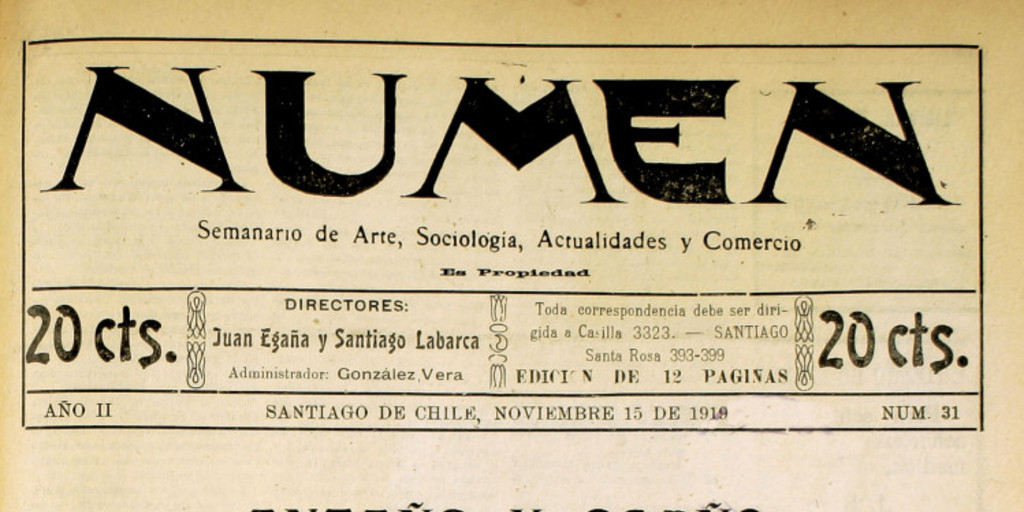 NUMEN
Semanario de Arte, Sociología, Actualidades y Comercio
Es Propiedad
20 cts.
DIRECTORES:
Juan Egaña y Santiago Labarca
Administrador: González Vera
Toda correspondencia debe ser diri-
gida a Casilla 3323. — SANTIAGO
Santa Rosa 393-399
EDICION DE 12 PAGINAS
20 cts.
AÑO II
SANTIAGO DE CHILE, NOVIEMBRE 15 DE 1919
NUM. 31